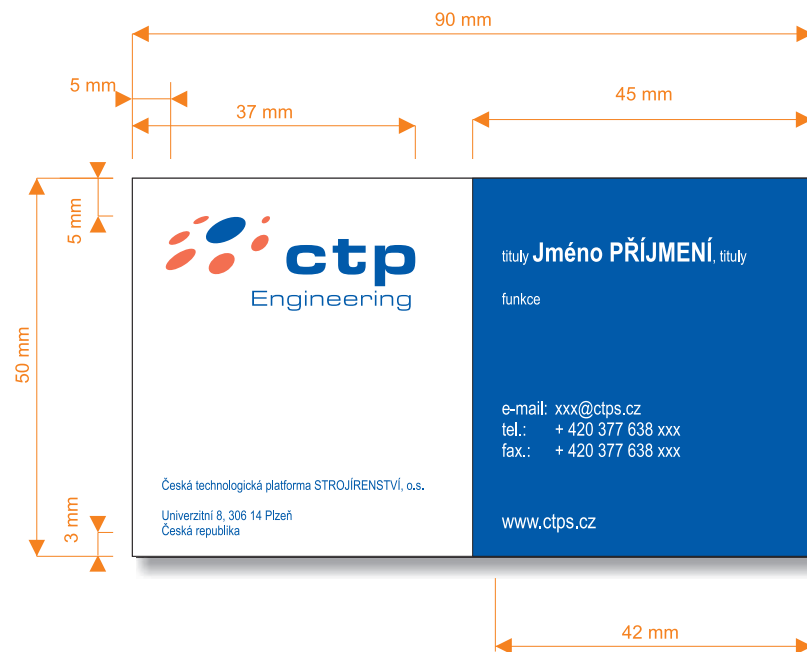 90 mm
5 mm
37 mm
45 mm
5 mm
50 mm
3 mm
ctp
Engineering
Česká technologická platforma STROJÍRENSTVÍ, o.s.
Univerzitní 8, 306 14 Plzeň
Česká republika
tituly Jméno PŘÍJMENÍ, tituly
funkce
e-mail: xxx@ctps.cz
tel.: + 420 377 638 xxx
fax.: + 420 377 638 xxx
www.ctps.cz
42 mm